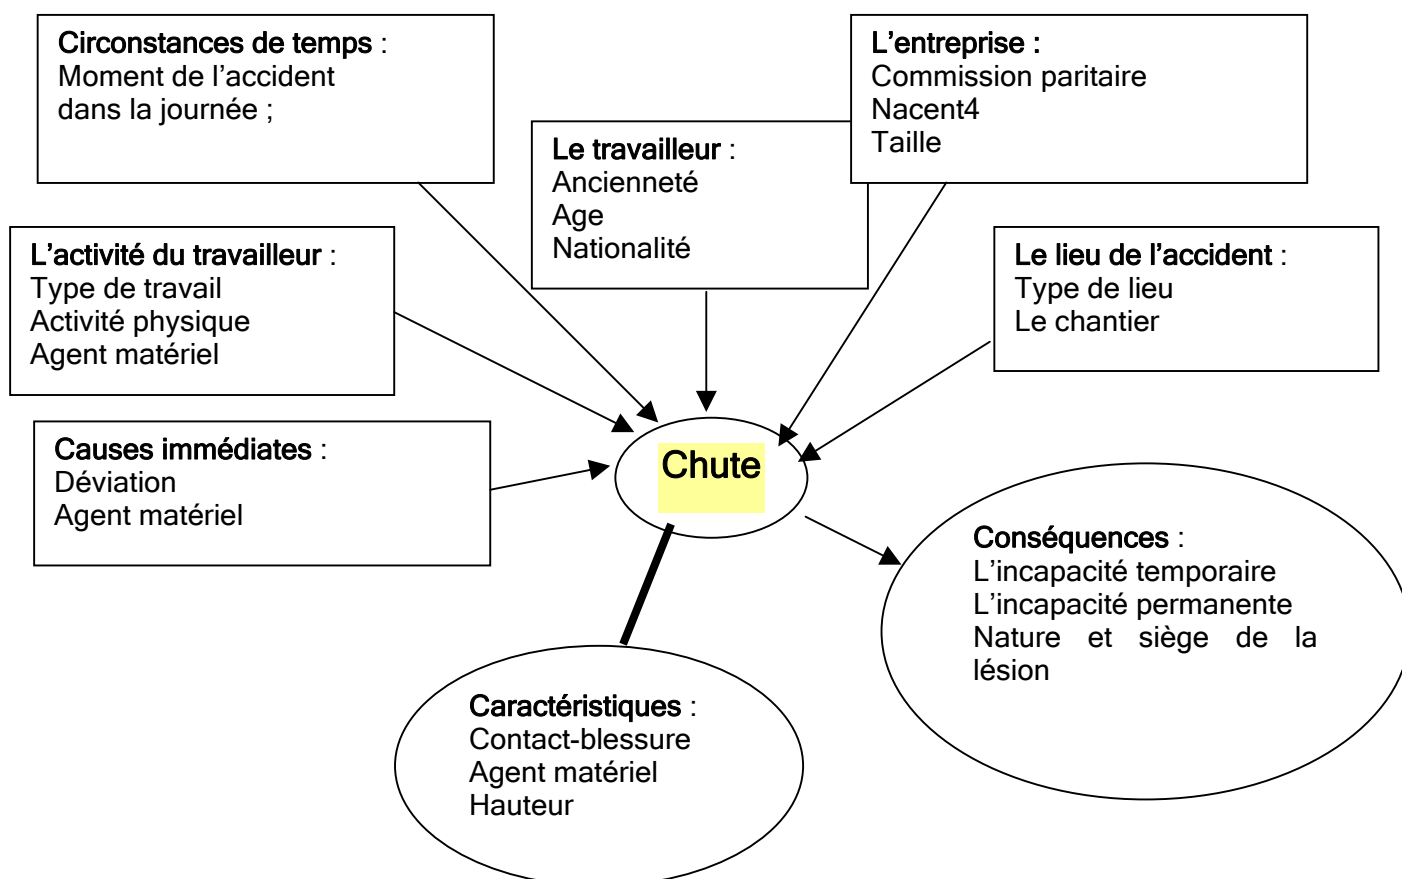 Circonstances de temps :
Moment de l’accident
dans la journée ;
L’entreprise :
Commission paritaire
Nacent4
Taille
Le travailleur :
Ancienneté
Age
Nationalité
L’activité du travailleur :
Type de travail
Activité physique
Agent matériel
Le lieu de l’accident :
Type de lieu
Le chantier
Causes immédiates :
Déviation
Agent matériel
Chute
Conséquences :
L’incapacité temporaire
L’incapacité permanente
Nature et siège de la
lésion
Caractéristiques :
Contact-blessure
Agent matériel
Hauteur